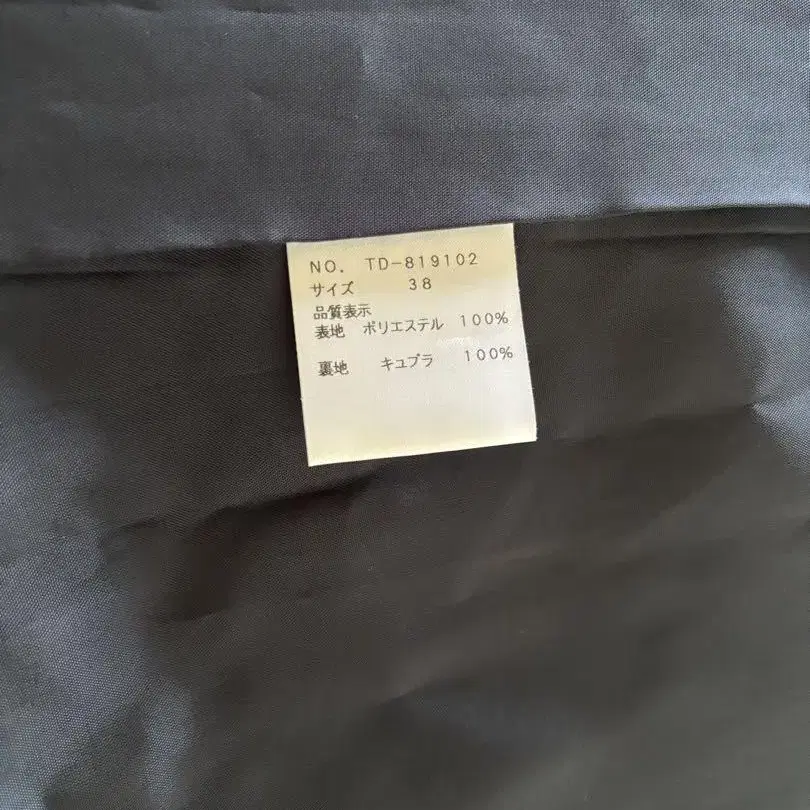 NO. TD-819102
サイズ 38
品質表示
表地 ポリエステル 100%
裏地 キュプラ 100%